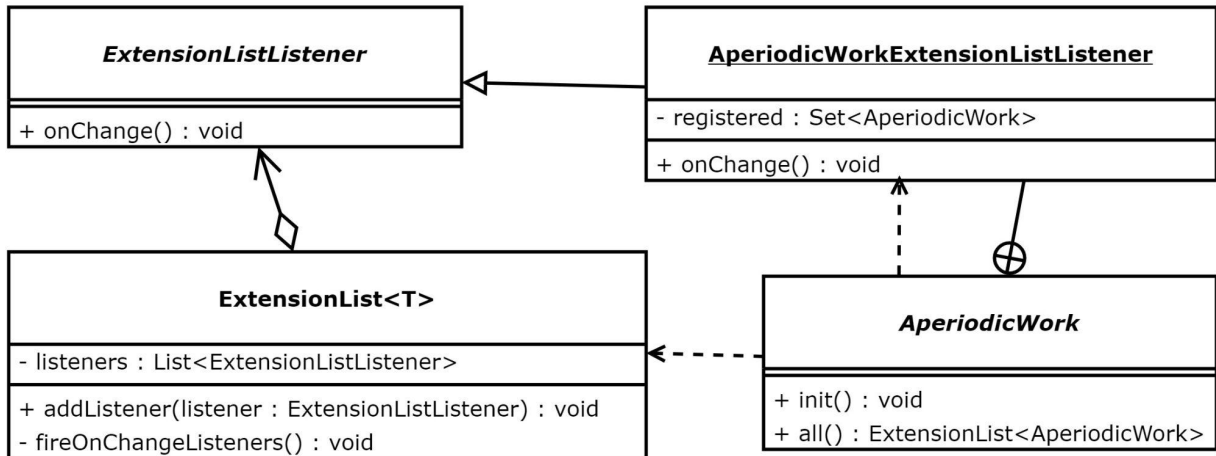 ExtensionListListener
+ onChange() : void
AperiodicWorkExtensionListListener
- registered : Set<AperiodicWork>
+ onChange() : void
ExtensionList<T>
- listeners : List<ExtensionListListener>
+ addListener(listener : ExtensionListListener) : void
- fireOnChangeListeners() : void
AperiodicWork
+ init() : void
+ all() : ExtensionList<AperiodicWork>